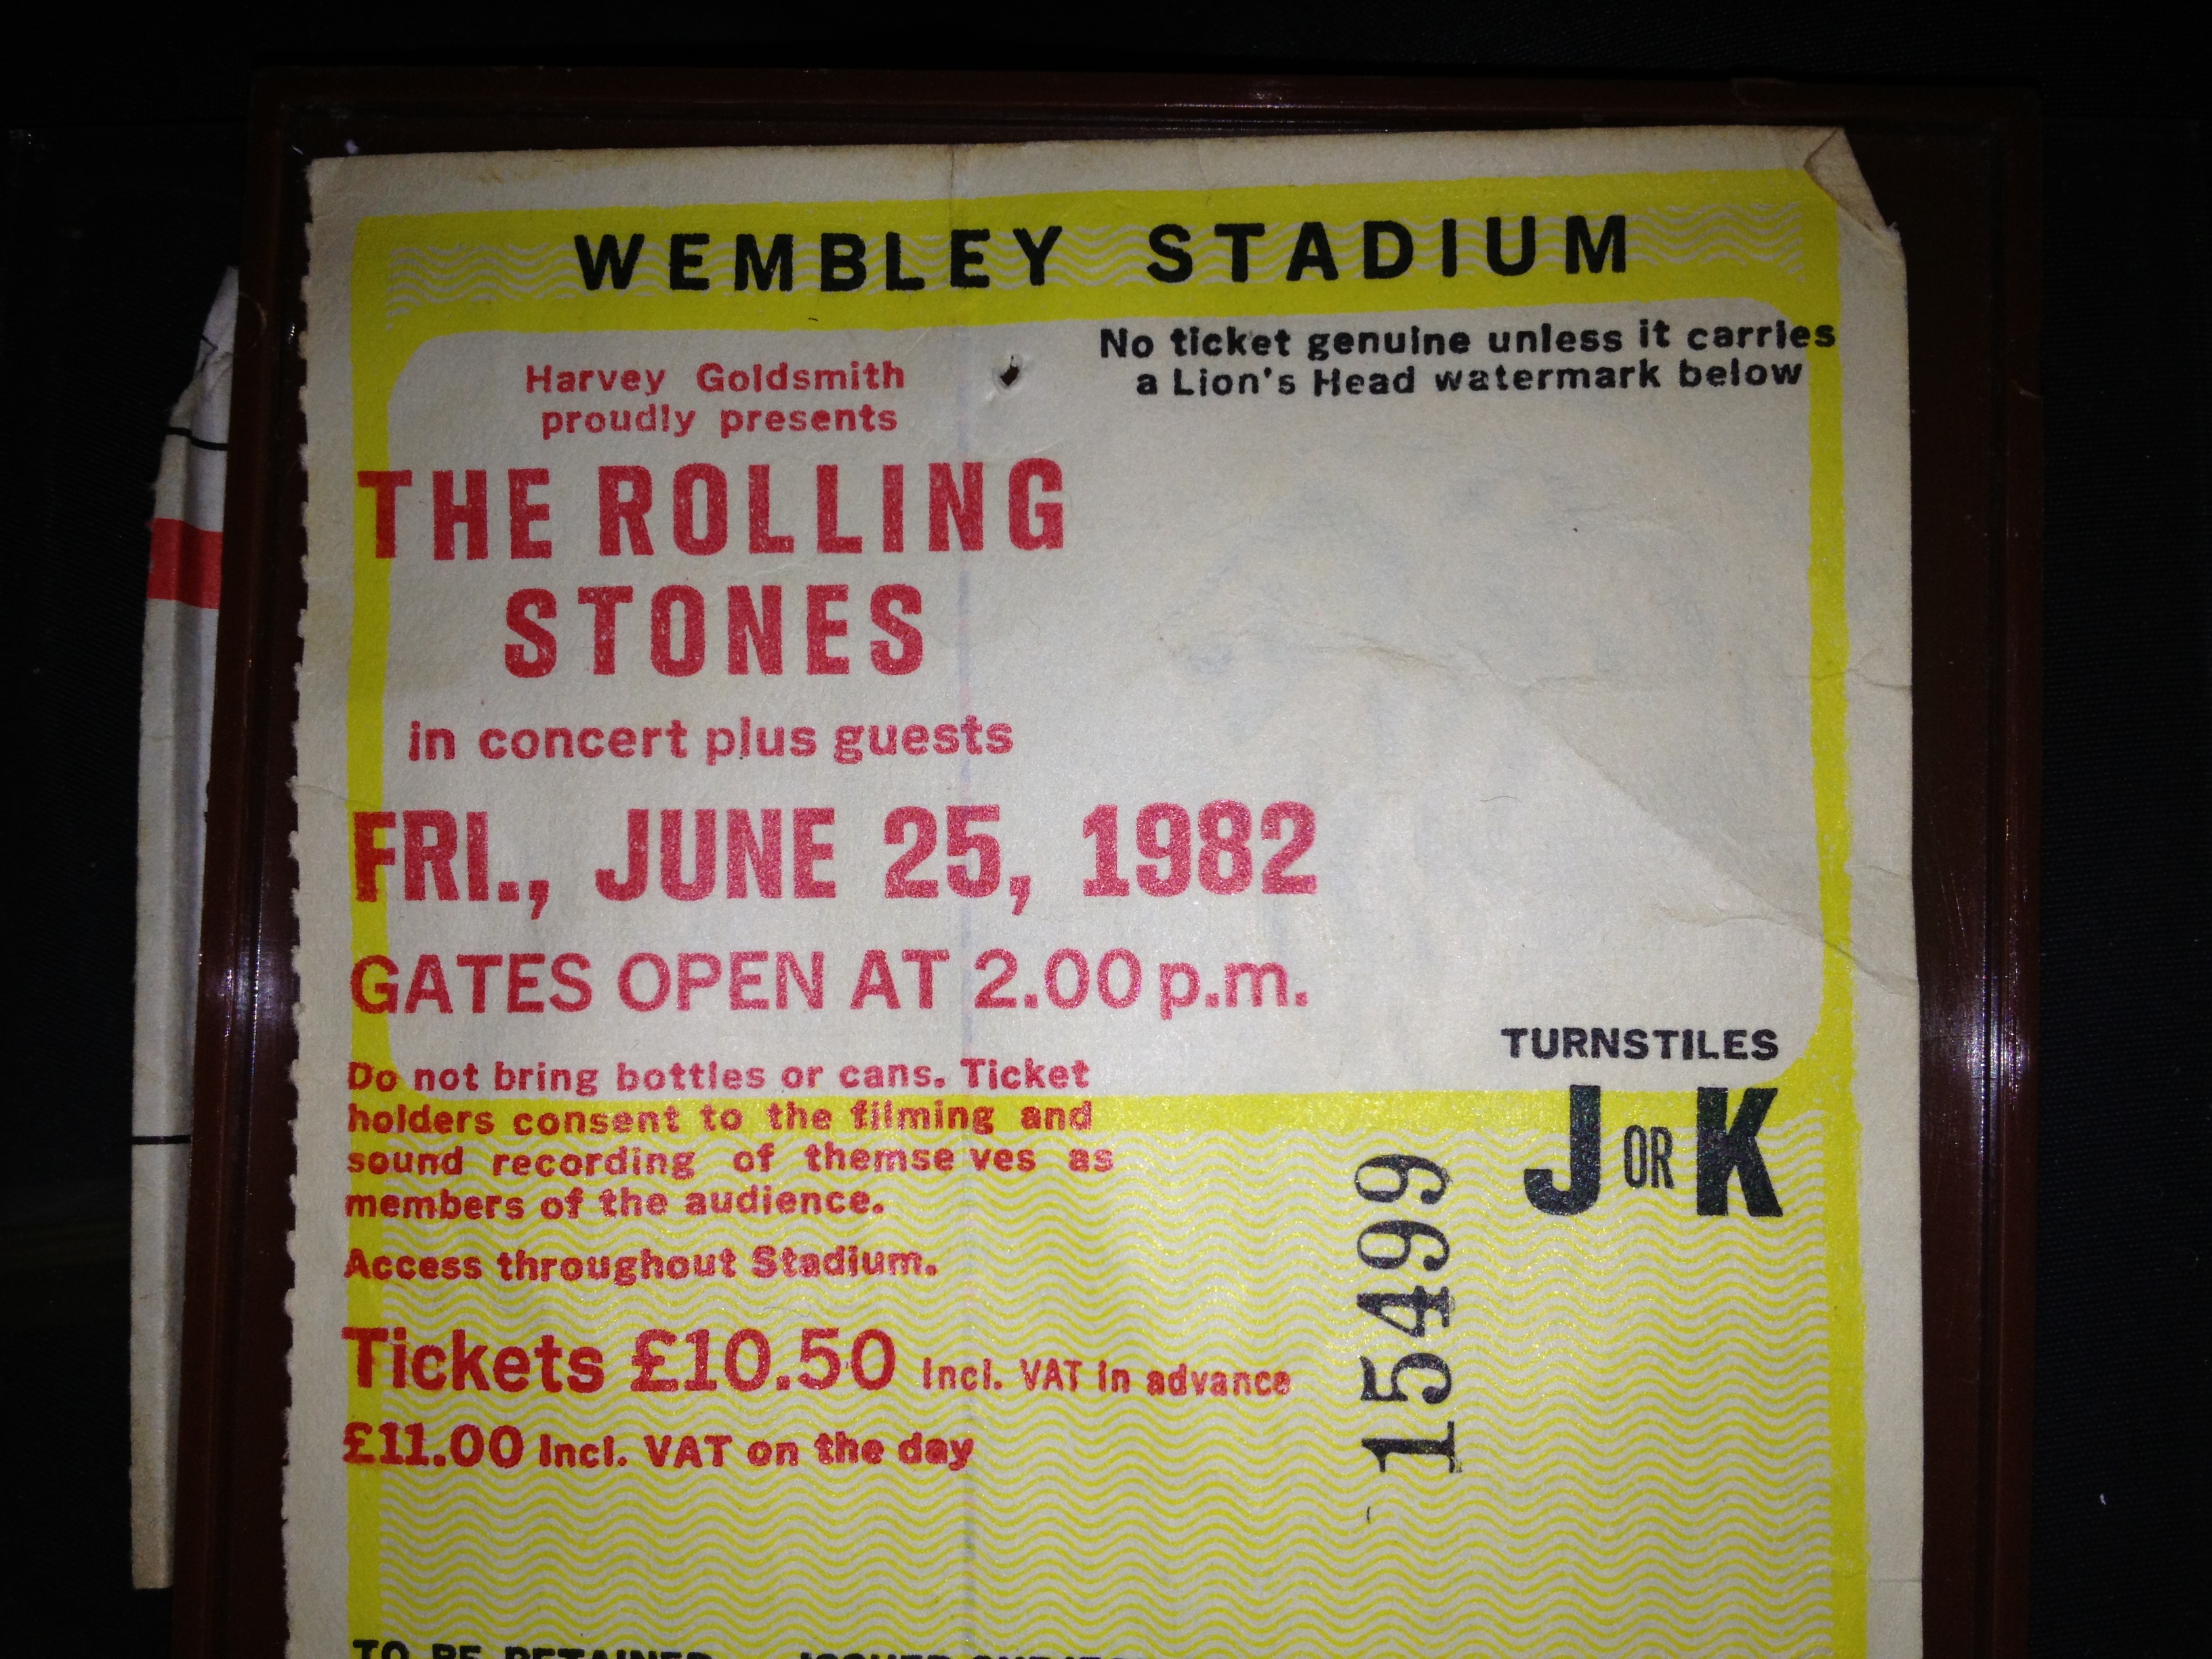 WEMBLEY STADIUM
No ticket genuine unless it carries
a Lion's Head watermark below
Harvey Goldsmith
proudly presents
THE ROLLING
STONES
in concert plus guests
FRI., JUNE 25, 1982
GATES OPEN AT 2.00 p.m.
Do not bring bottles or cans. Ticket
holders consent to the filming and
sound recording of themse ves as
members of the audience.
Access throughout Stadium.
Tickets £10.50 Incl. VAT in advance
£11.00 Incl. VAT on the day
TURNSTILES
J OR K
15499
TO BE RETAINED